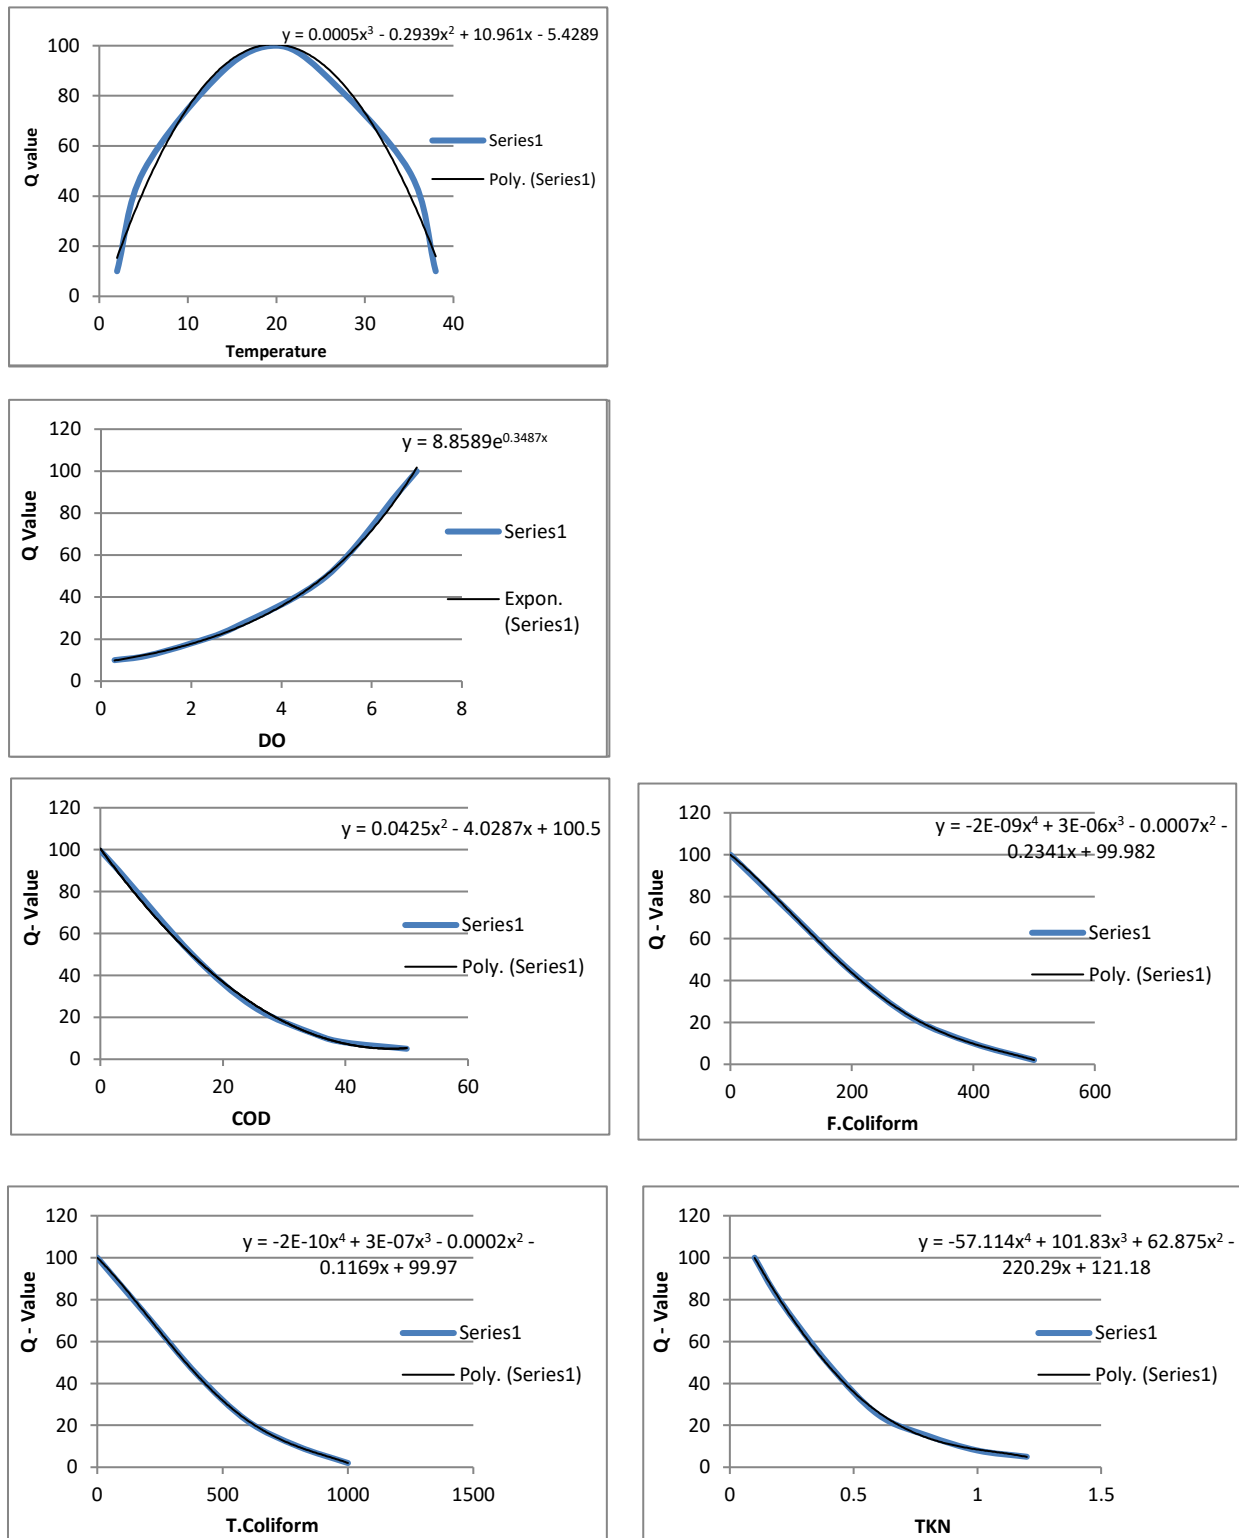 y = 0.0005x³ - 0.2939x² + 10.961x - 5.4289
100
80
60
40
20
0
Q value
0 10 20 30 40
Temperature
Series1
Poly. (Series1)
y = 8.8589e^0.3487x
120
100
80
60
40
20
0
Q Value
0 2 4 6 8
DO
Series1
Expon.
(Series1)
y = 0.0425x² - 4.0287x + 100.5
120
100
80
60
40
20
0
Q- Value
0 20 40 60
COD
Series1
Poly. (Series1)
y = -2E-09x⁴ + 3E-06x³ - 0.0007x² -
0.2341x + 99.982
120
100
80
60
40
20
0
Q - Value
0 200 400 600
F.Coliform
Series1
Poly. (Series1)
y = -2E-10x⁴ + 3E-07x³ - 0.0002x² -
0.1169x + 99.97
120
100
80
60
40
20
0
Q - Value
0 500 1000 1500
T.Coliform
Series1
Poly. (Series1)
y = -57.114x⁴ + 101.83x³ + 62.875x² -
220.29x + 121.18
120
100
80
60
40
20
0
Q - Value
0 0.5 1 1.5
TKN
Series1
Poly. (Series1)